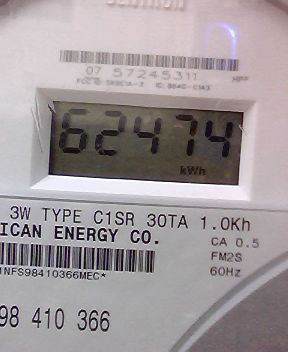 07 57245311
62474
kWh
3W TYPE C1SR 30TA 1.0Kh
ICAN ENERGY CO.
CA 0.5
FM2S
60Hz
1NFS98410366MEC*
98 410 366